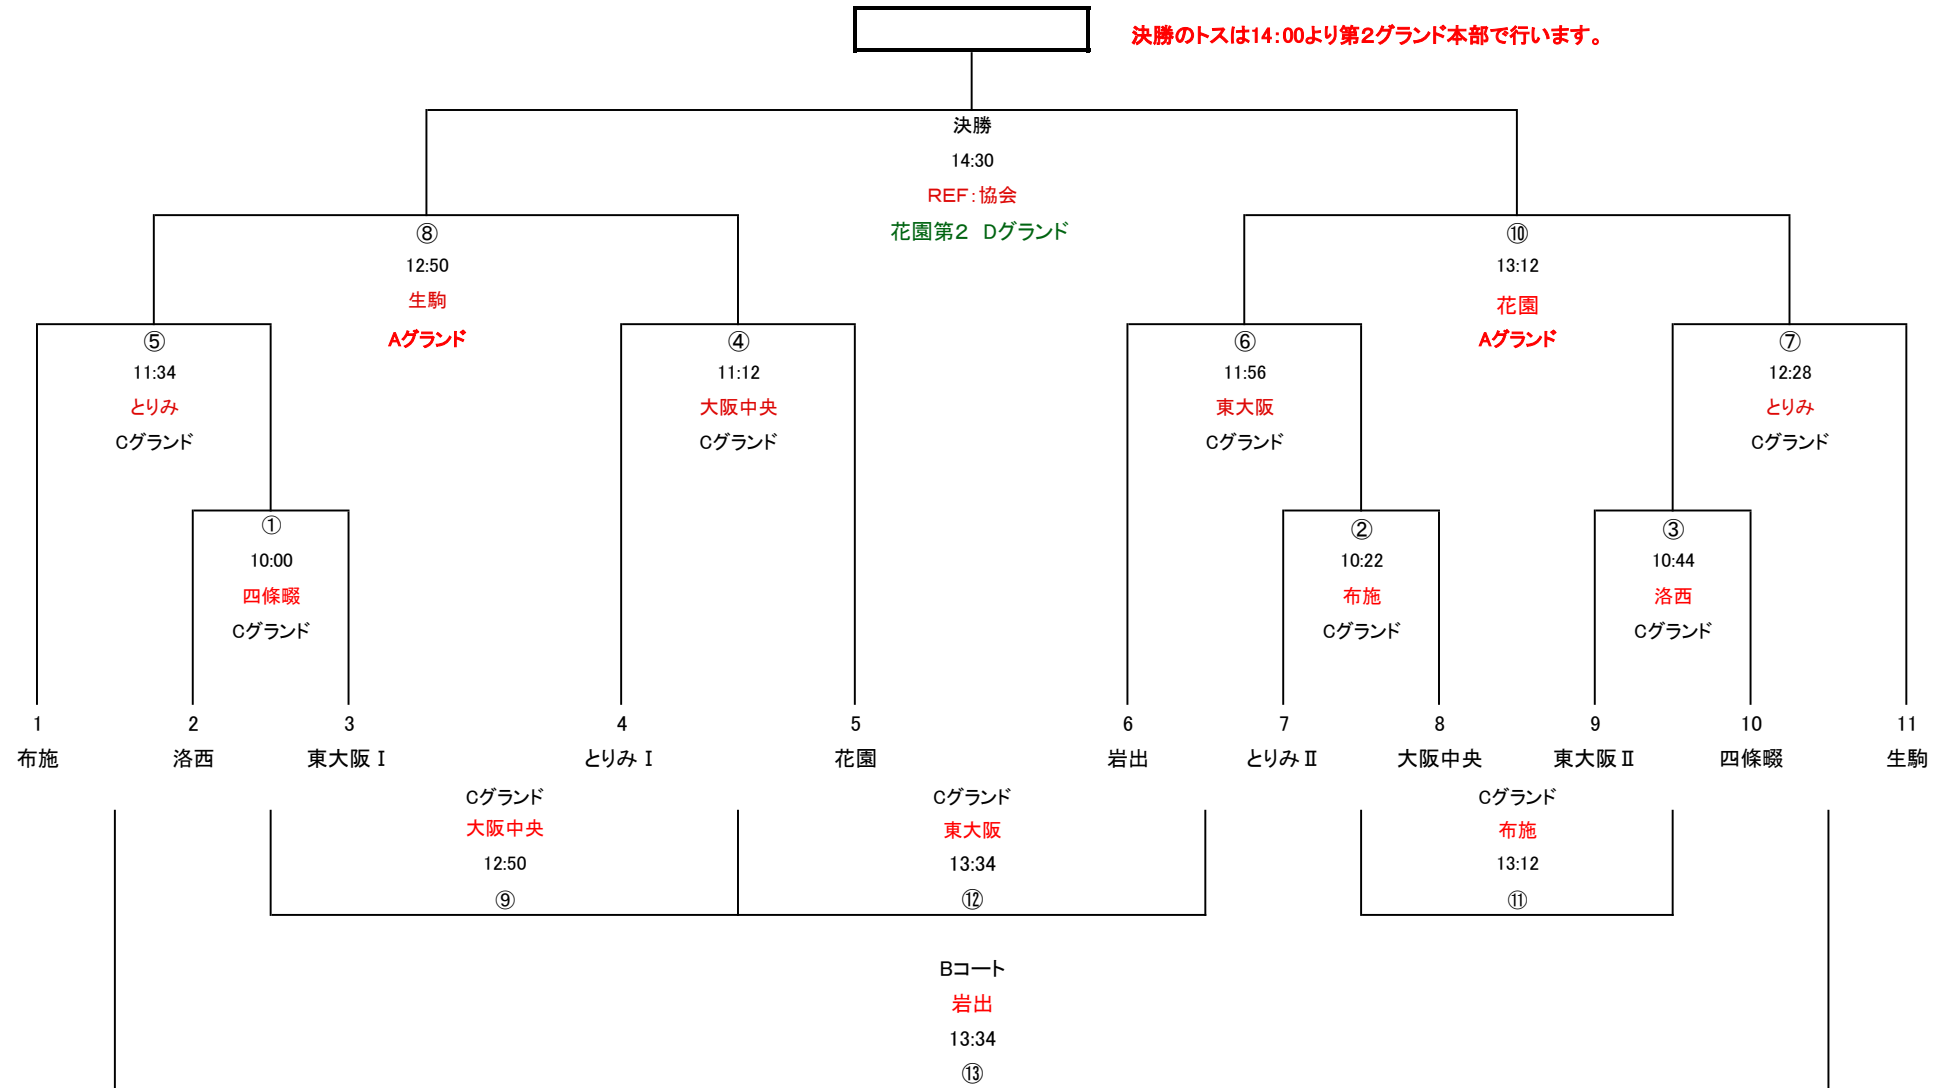 決勝のトスは14:00より第2グランド本部で行います。
決勝
14:30
REF:協会
花園第2　Dグランド
⑧
12:50
生駒
Aグランド
⑩
13:12
花園
Aグランド
⑤
11:34
とりみ
Cグランド
④
11:12
大阪中央
Cグランド
⑥
11:56
東大阪
Cグランド
⑦
12:28
とりみ
Cグランド
①
10:00
四條畷
Cグランド
②
10:22
布施
Cグランド
③
10:44
洛西
Cグランド
1 2 3 4 5 6 7 8 9 10 11
布施 洛西 東大阪Ⅰ とりみⅠ 花園 岩出 とりみⅡ 大阪中央 東大阪Ⅱ 四條畷 生駒
Cグランド
大阪中央
12:50
⑨
Cグランド
東大阪
13:34
⑫
Cグランド
布施
13:12
⑪
Bコート
岩出
13:34
⑬